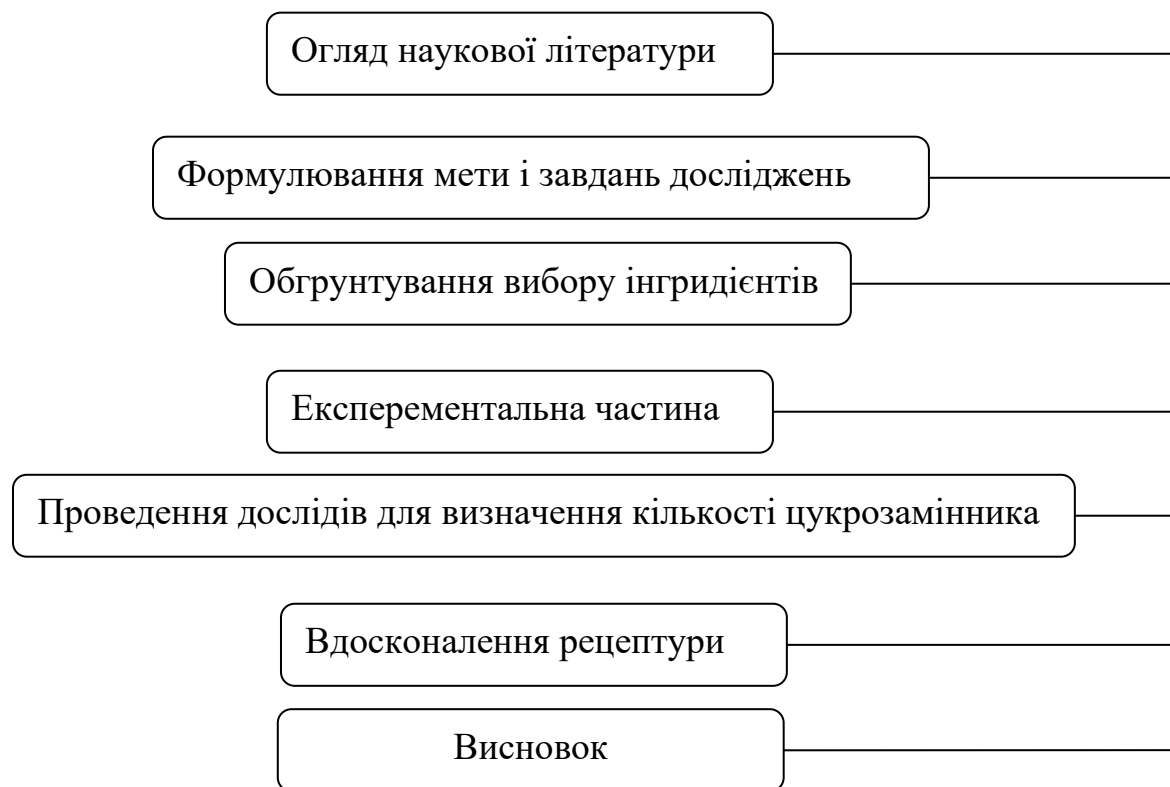 Огляд наукової літератури
Формулювання мети і завдань досліджень
Обгрунтування вибору інгридієнтів
Експерементальна частина
Проведення дослідів для визначення кількості цукрозамінника
Вдосконалення рецептури
Висновок